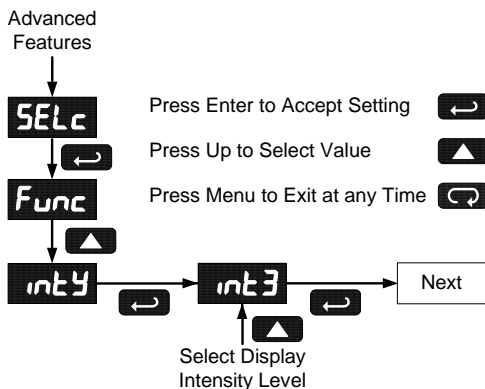 Advanced
Features
SELc
Press Enter to Accept Setting
Press Up to Select Value
Func
Press Menu to Exit at any Time
intY
int3
Next
Select Display
Intensity Level